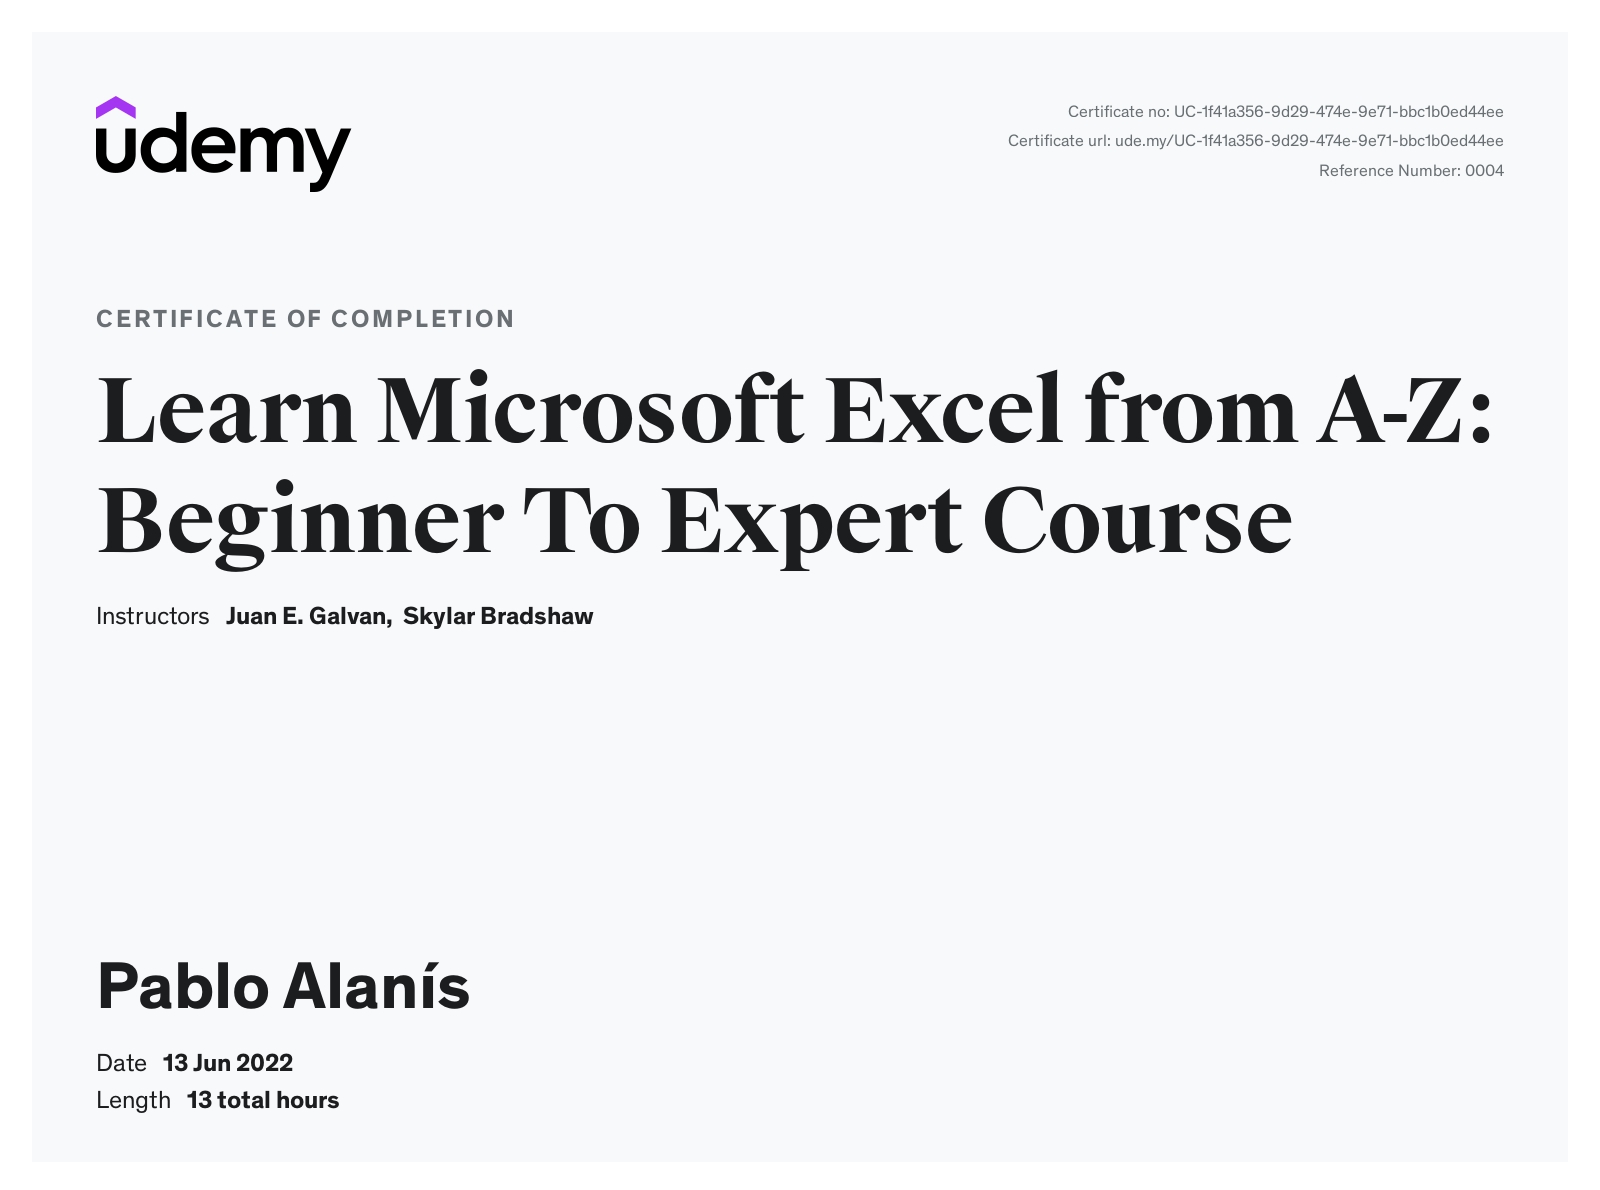 udemy
Certificate no: UC-1f41a356-9d29-474e-9e71-bbc1b0ed44ee
Certificate url: ude.my/UC-1f41a356-9d29-474e-9e71-bbc1b0ed44ee
Reference Number: 0004
CERTIFICATE OF COMPLETION
Learn Microsoft Excel from A-Z:
Beginner To Expert Course
Instructors Juan E. Galvan, Skylar Bradshaw
Pablo Alanís
Date 13 Jun 2022
Length 13 total hours